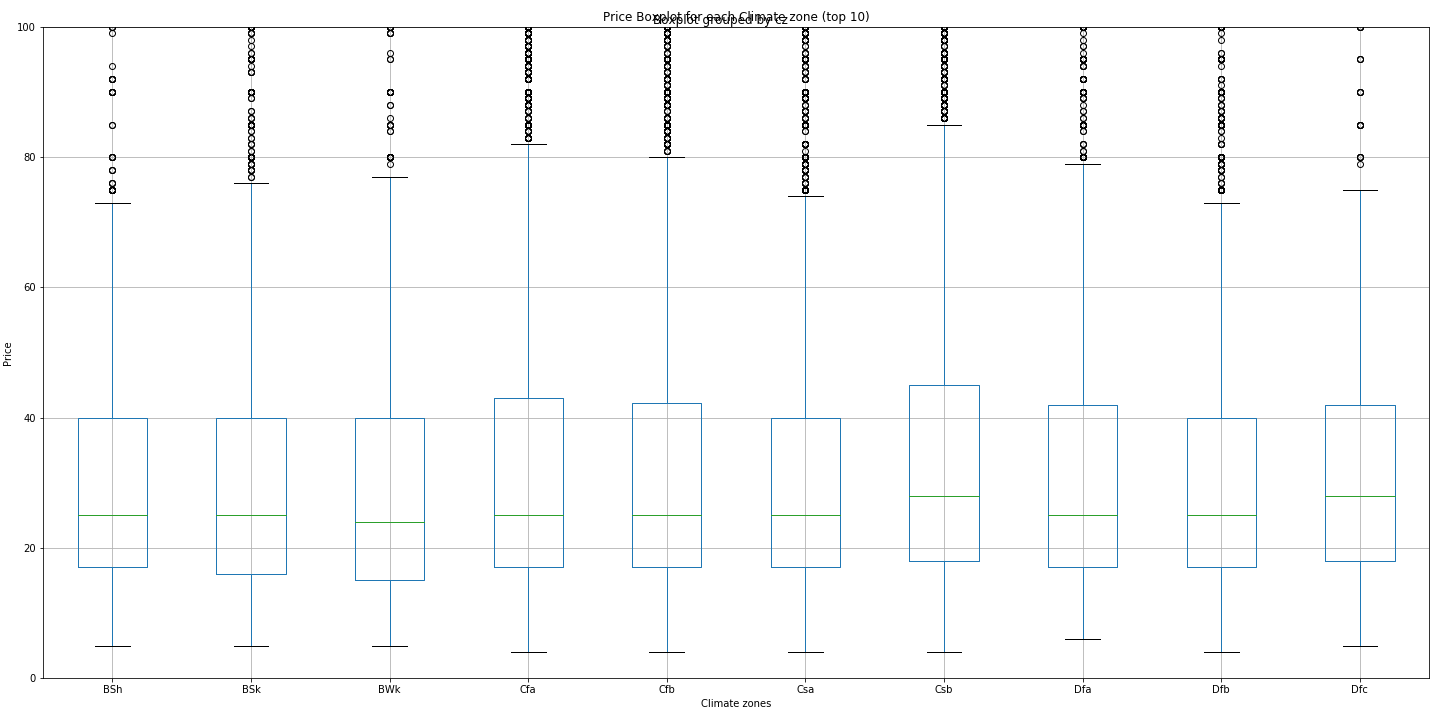 Price Boxplot for each Climate zone (top 10)
Boxplot grouped by cz
100
80
60
40
20
0
Price
BSh BSk BWk Cfa Cfb Csa Csb Dfa Dfb Dfc
Climate zones